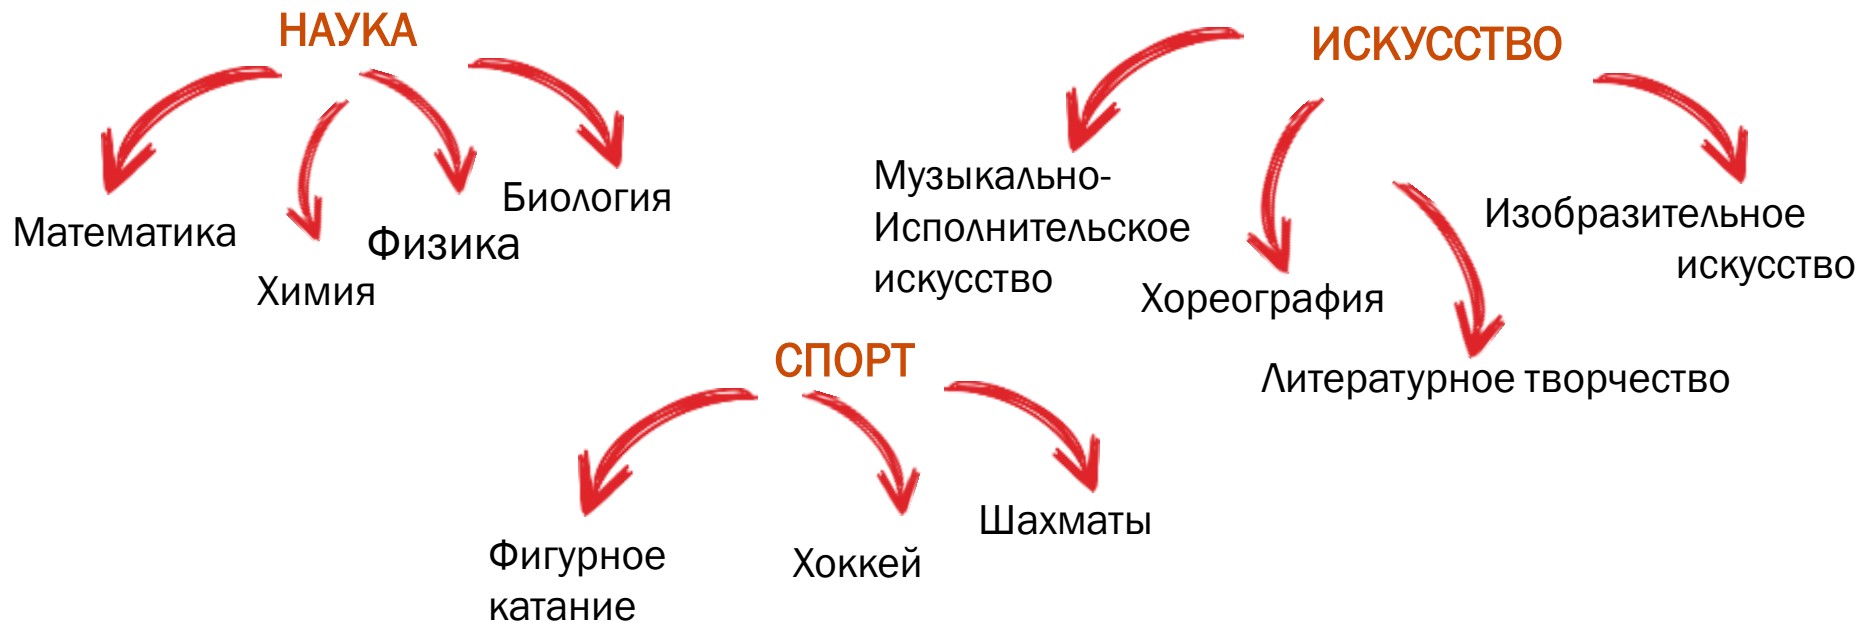 НАУКА
Математика
Химия
Физика
Биология
ИСКУССТВО
Музыкально-
Исполнительское
искусство
Хореография
Литературное творчество
Изобразительное
искусство
СПОРТ
Фигурное
катание
Хоккей
Шахматы